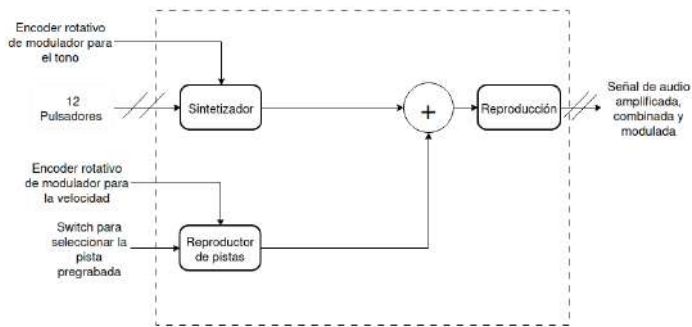 Encoder rotativo
de modulador para
el tono
12
Pulsadores
Sintetizador
+
Reproducción
Señal de audio
amplificada,
combinada y
modulada
Encoder rotativo
de modulador para
la velocidad
Switch para
seleccionar la
pista
pregrabada
Reproductor
de pistas